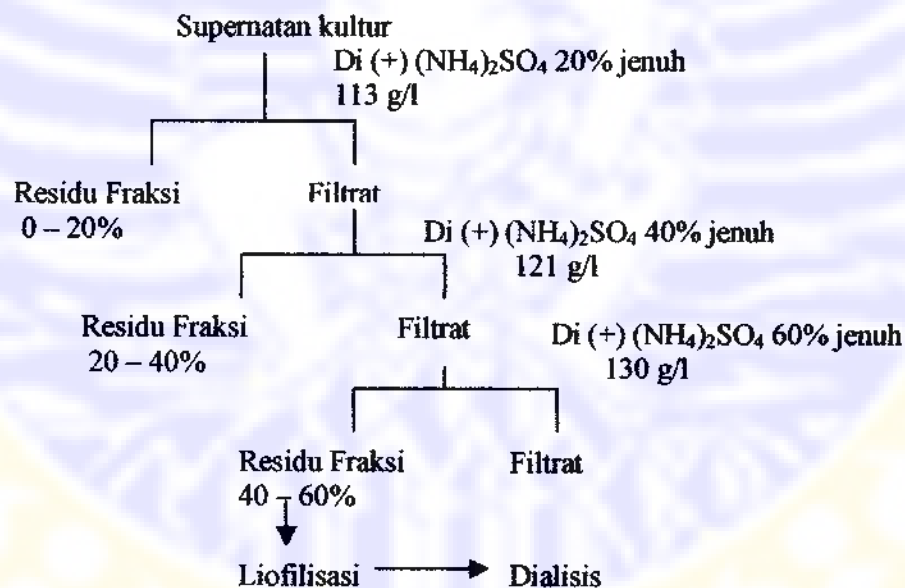 Supernatan kultur
Di (+) (NH₄)₂SO₄ 20% jenuh
113 g/l
Residu Fraksi
0 – 20%
Filtrat
Di (+) (NH₄)₂SO₄ 40% jenuh
121 g/l
Residu Fraksi
20 – 40%
Filtrat
Di (+) (NH₄)₂SO₄ 60% jenuh
130 g/l
Residu Fraksi
40 – 60%
Filtrat
Liofilisasi
Dialisis